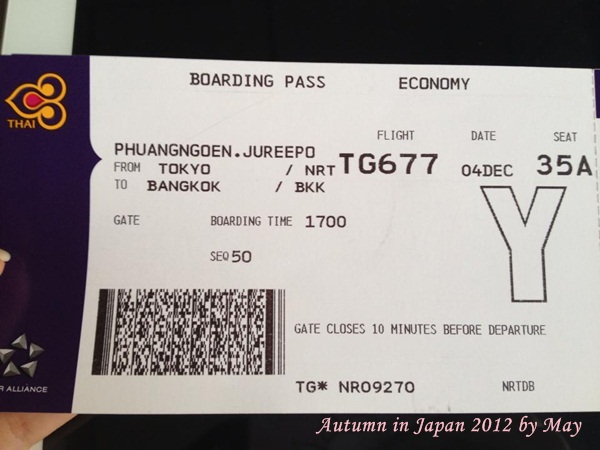 BOARDING PASS ECONOMY
THAI
FLIGHT DATE SEAT
PHUANGNGOEN.JUREEPO
FROM TOKYO / NRT TG677 04DEC 35A
TO BANGKOK / BKK
Y
GATE BOARDING TIME 1700
SEQ 50
GATE CLOSES 10 MINUTES BEFORE DEPARTURE
R ALLIANCE
TG* NR09270 NRTDB
Autumn in Japan 2012 by May